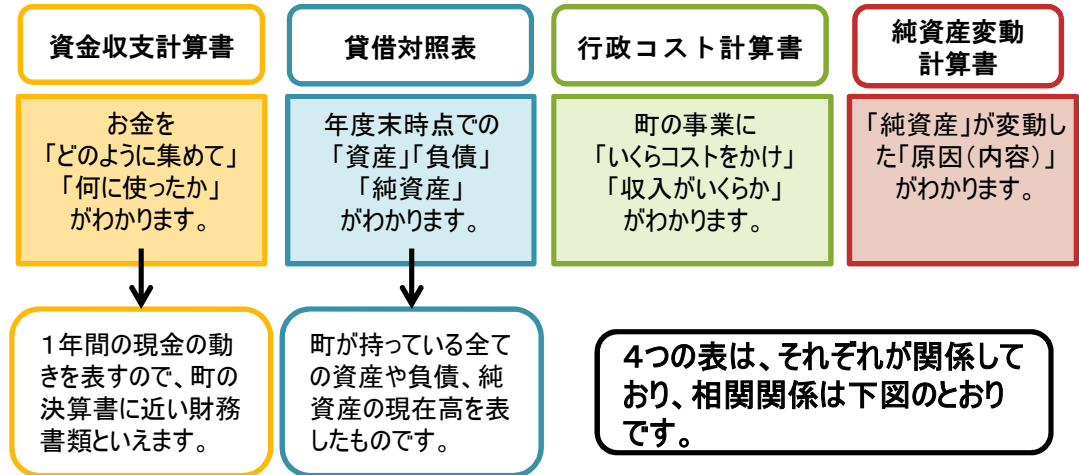 資金収支計算書
貸借対照表
行政コスト計算書
純資産変動
計算書
お金を
「どのように集めて」
「何に使ったか」
がわかります。
年度末時点での
「資産」「負債」
「純資産」
がわかります。
町の事業に
「いくらコストをかけ」
「収入がいくらか」
がわかります。
「純資産」が変動し
た「原因(内容)」
がわかります。
1年間の現金の動
きを表すので、町の
決算書に近い財務
書類といえます。
町が持っている全て
の資産や負債、純
資産の現在高を表
したものです。
4つの表は、それぞれが関係して
おり、相関関係は下図のとおり
です。